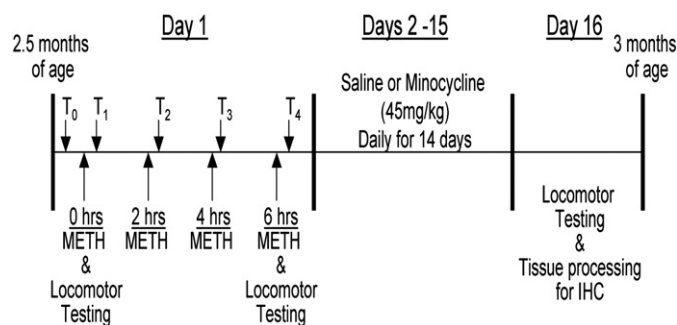 Day 1
Days 2 -15
Day 16
2.5 months
of age
3 months
of age
T0
T1
T2
T3
T4
Saline or Minocycline
(45mg/kg)
Daily for 14 days
0 hrs
METH
&
Locomotor
Testing
2 hrs
METH
4 hrs
METH
6 hrs
METH
&
Locomotor
Testing
Locomotor
Testing
&
Tissue processing
for IHC